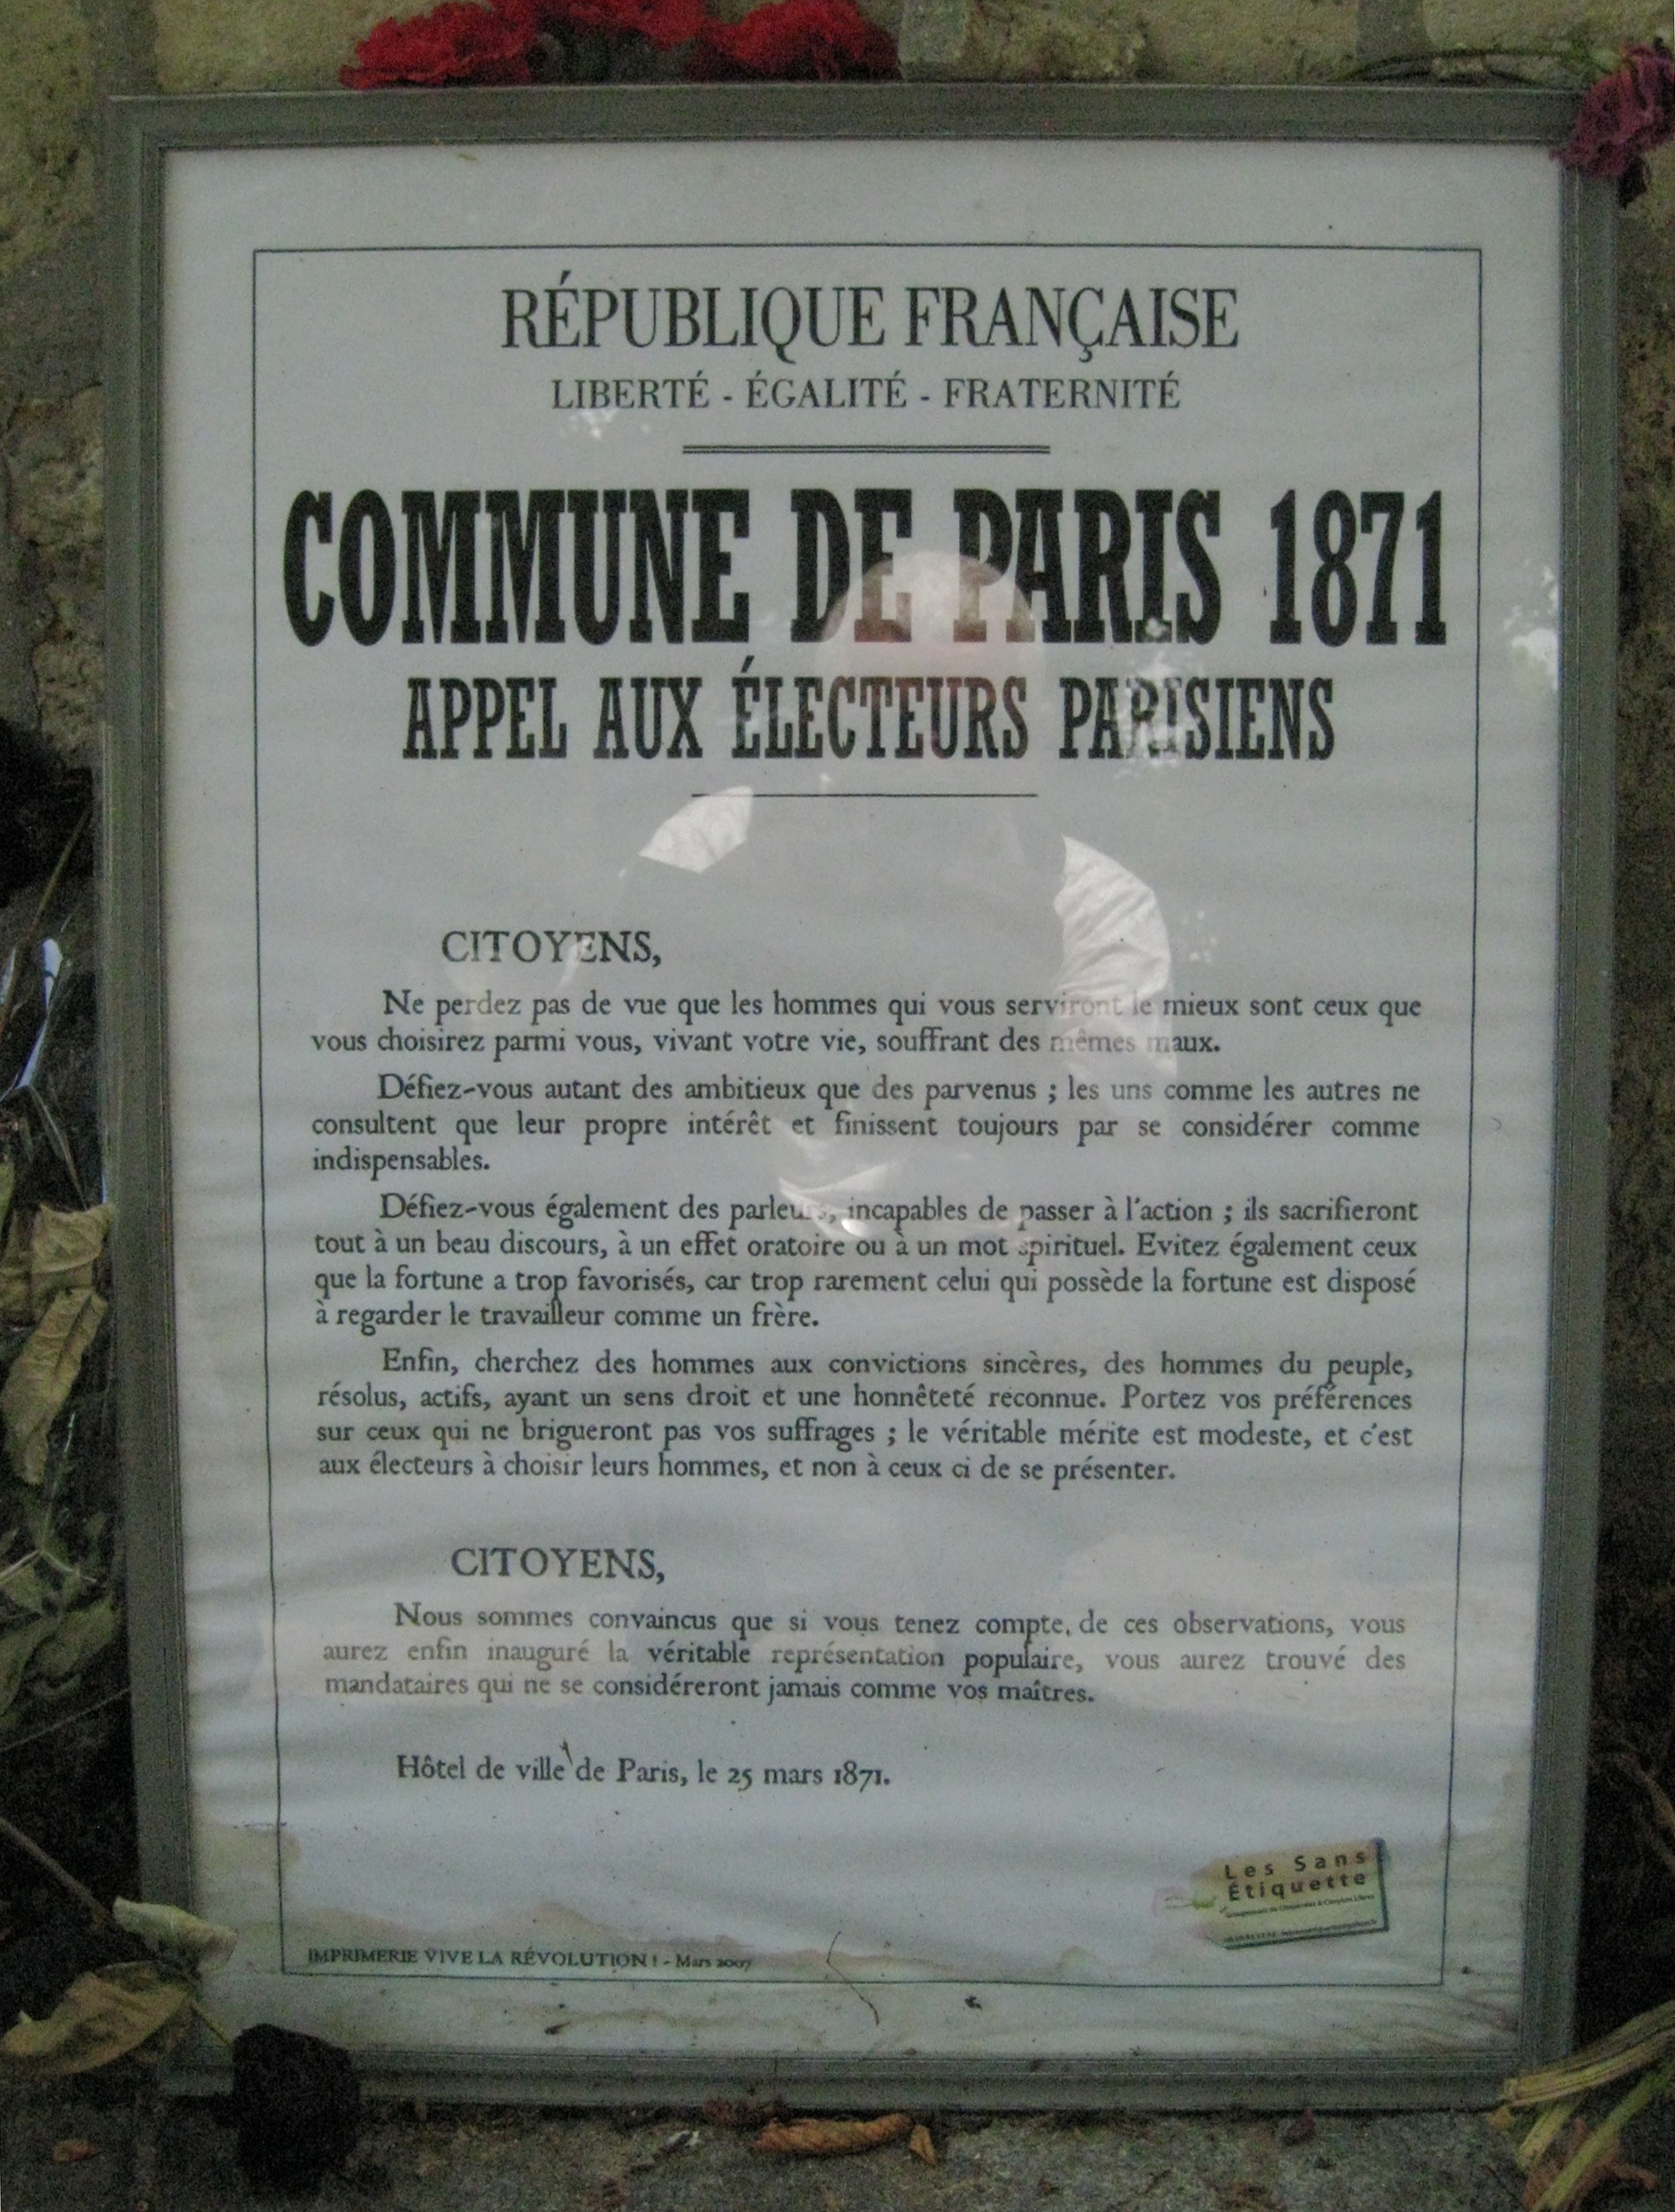 RÉPUBLIQUE FRANÇAISE
LIBERTÉ - ÉGALITÉ - FRATERNITÉ
COMMUNE DE PARIS 1871
APPEL AUX ÉLECTEURS PARISIENS
CITOYENS,
Ne perdez pas de vue que les hommes qui vous serviront le mieux sont ceux que
vous choisirez parmi vous, vivant votre vie, souffrant des mêmes maux.
Défiez-vous autant des ambitieux que des parvenus ; les uns comme les autres ne
consultent que leur propre intérêt et finissent toujours par se considérer comme
indispensables.
Défiez-vous également des parleurs, incapables de passer à l'action ; ils sacrifieront
tout à un beau discours, à un effet oratoire ou à un mot spirituel. Evitez également ceux
que la fortune a trop favorisés, car trop rarement celui qui possède la fortune est disposé
à regarder le travailleur comme un frère.
Enfin, cherchez des hommes aux convictions sincères, des hommes du peuple,
résolus, actifs, ayant un sens droit et une honnêteté reconnue. Portez vos préférences
sur ceux qui ne brigueront pas vos suffrages ; le véritable mérite est modeste, et c'est
aux électeurs à choisir leurs hommes, et non à ceux ci de se présenter.
CITOYENS,
Nous sommes convaincus que si vous tenez compte de ces observations, vous
aurez enfin inauguré la véritable représentation populaire, vous aurez trouvé des
mandataires qui ne se considéreront jamais comme vos maîtres.
Hôtel de ville de Paris, le 25 mars 1871.
Les Sans
Étiquette
IMPRIMERIE VIVE LA RÉVOLUTION ! - Mars 2007